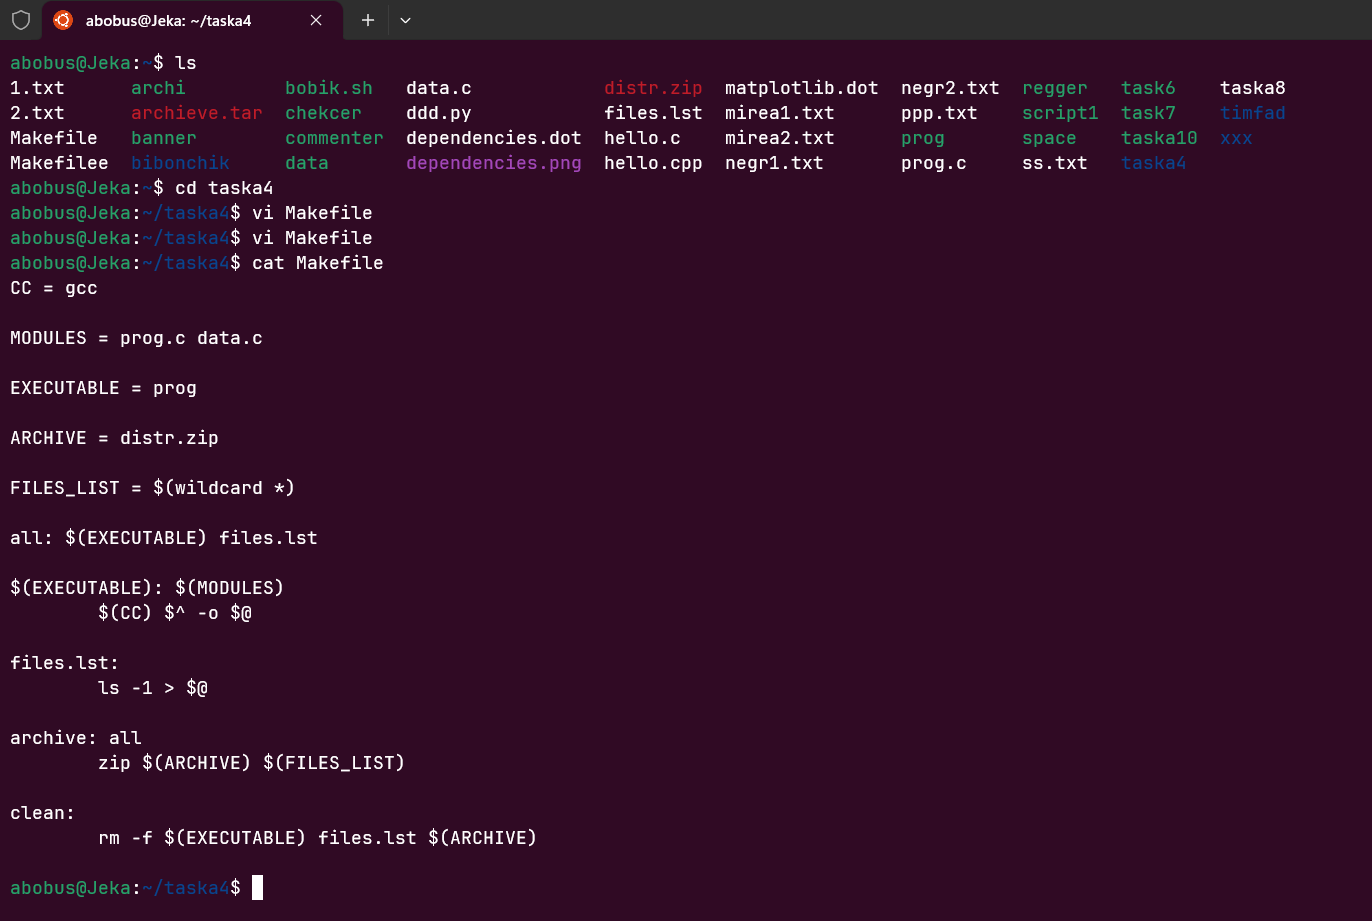 abobus@Jeka: ~/taska4
abobus@Jeka:~$ ls
1.txt archi bobik.sh data.c distr.zip matplotlib.dot negr2.txt regger task6 taska8
2.txt archieve.tar chekcer ddd.py files.lst mirea1.txt ppp.txt script1 task7 timfad
Makefile banner commenter dependencies.dot hello.c mirea2.txt prog space taska10 xxx
Makefilee bibonchik data dependencies.png hello.cpp negr1.txt prog.c ss.txt taska4
abobus@Jeka:~$ cd taska4
abobus@Jeka:~/taska4$ vi Makefile
abobus@Jeka:~/taska4$ vi Makefile
abobus@Jeka:~/taska4$ cat Makefile
CC = gcc
MODULES = prog.c data.c
EXECUTABLE = prog
ARCHIVE = distr.zip
FILES_LIST = $(wildcard *)
all: $(EXECUTABLE) files.lst
$(EXECUTABLE): $(MODULES)
$(CC) $^ -o $@
files.lst:
ls -1 > $@
archive: all
zip $(ARCHIVE) $(FILES_LIST)
clean:
rm -f $(EXECUTABLE) files.lst $(ARCHIVE)
abobus@Jeka:~/taska4$